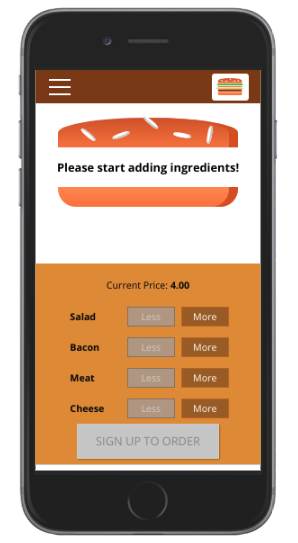 Please start adding ingredients!
Current Price: 4.00
Salad Less More
Bacon Less More
Meat Less More
Cheese Less More
SIGN UP TO ORDER